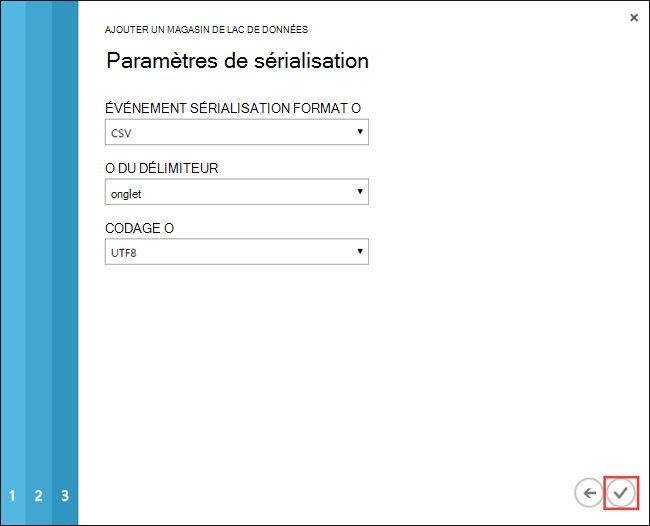 AJOUTER UN MAGASIN DE LAC DE DONNÉES
Paramètres de sérialisation
ÉVÉNEMENT SÉRIALISATION FORMAT O
CSV
O DU DÉLIMITEUR
onglet
CODAGE O
UTF8
1 2 3